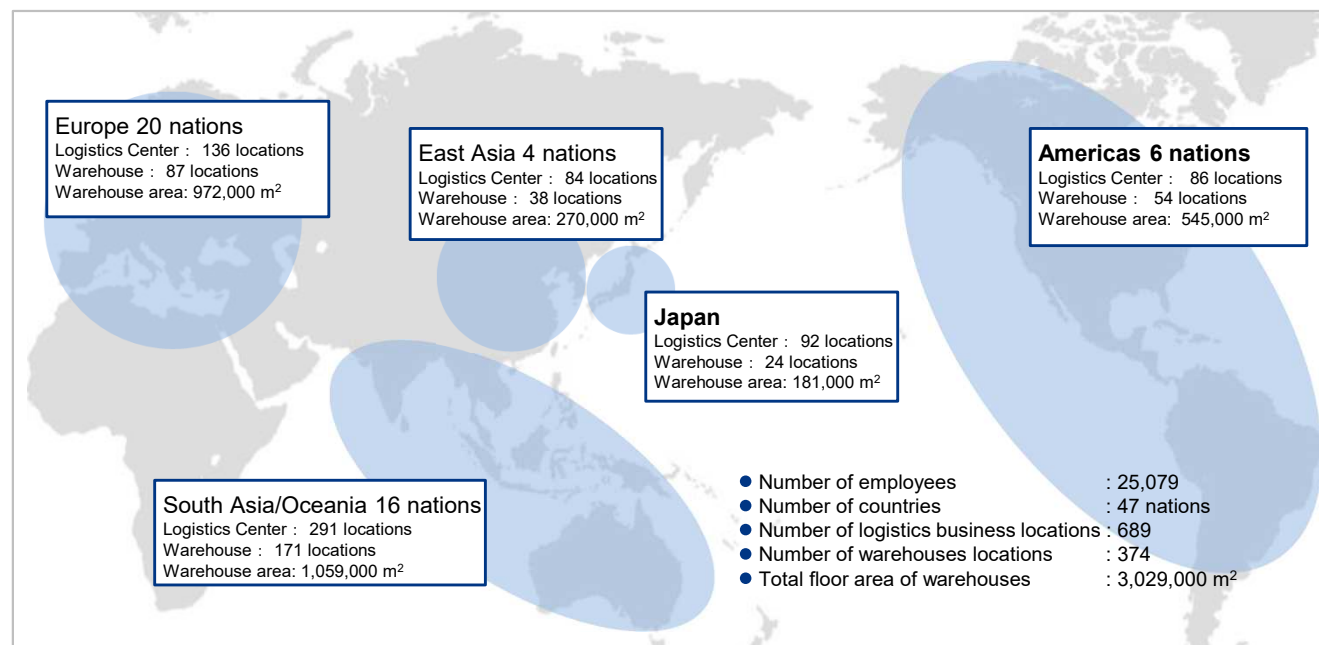 Europe 20 nations
Logistics Center : 136 locations
Warehouse : 87 locations
Warehouse area: 972,000 m²
East Asia 4 nations
Logistics Center : 84 locations
Warehouse : 38 locations
Warehouse area: 270,000 m²
Americas 6 nations
Logistics Center : 86 locations
Warehouse : 54 locations
Warehouse area: 545,000 m²
Japan
Logistics Center : 92 locations
Warehouse : 24 locations
Warehouse area: 181,000 m²
South Asia/Oceania 16 nations
Logistics Center : 291 locations
Warehouse : 171 locations
Warehouse area: 1,059,000 m²
● Number of employees : 25,079
● Number of countries : 47 nations
● Number of logistics business locations : 689
● Number of warehouses locations : 374
● Total floor area of warehouses : 3,029,000 m²